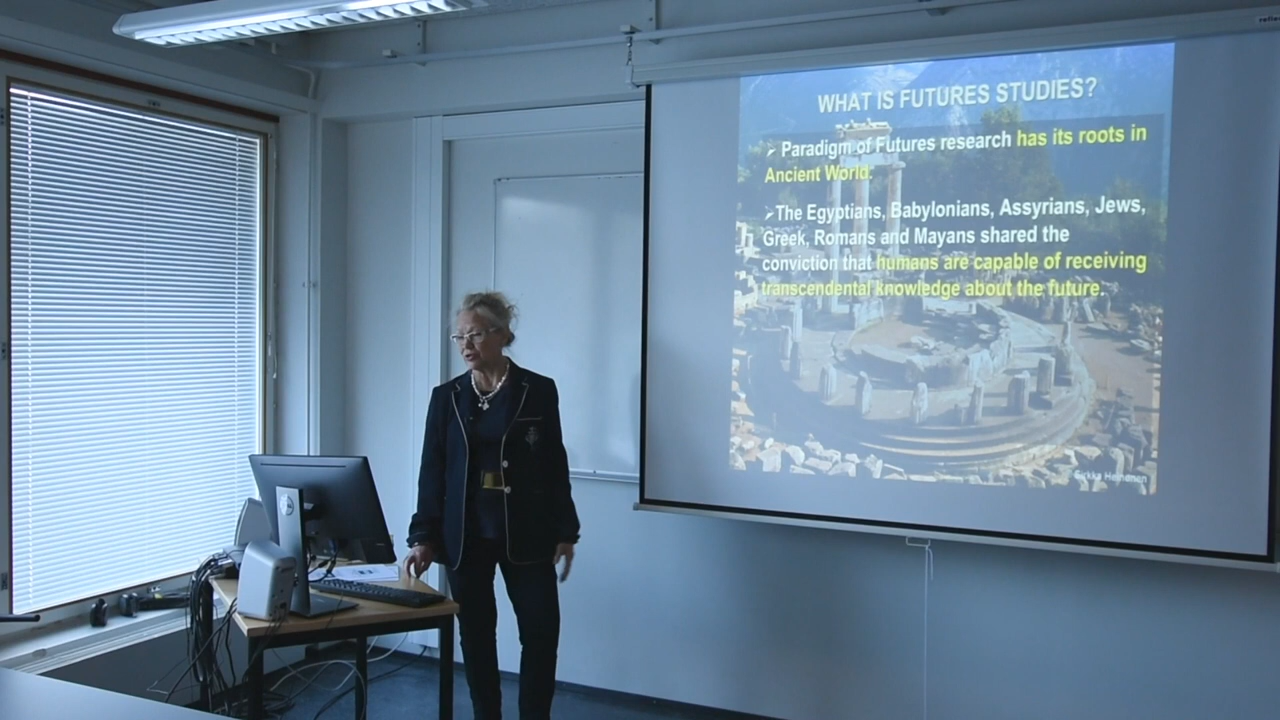 WHAT IS FUTURES STUDIES?
➢ Paradigm of Futures research has its roots in
Ancient World.
➢The Egyptians, Babylonians, Assyrians, Jews,
Greek, Romans and Mayans shared the
conviction that humans are capable of receiving
transcendental knowledge about the future.